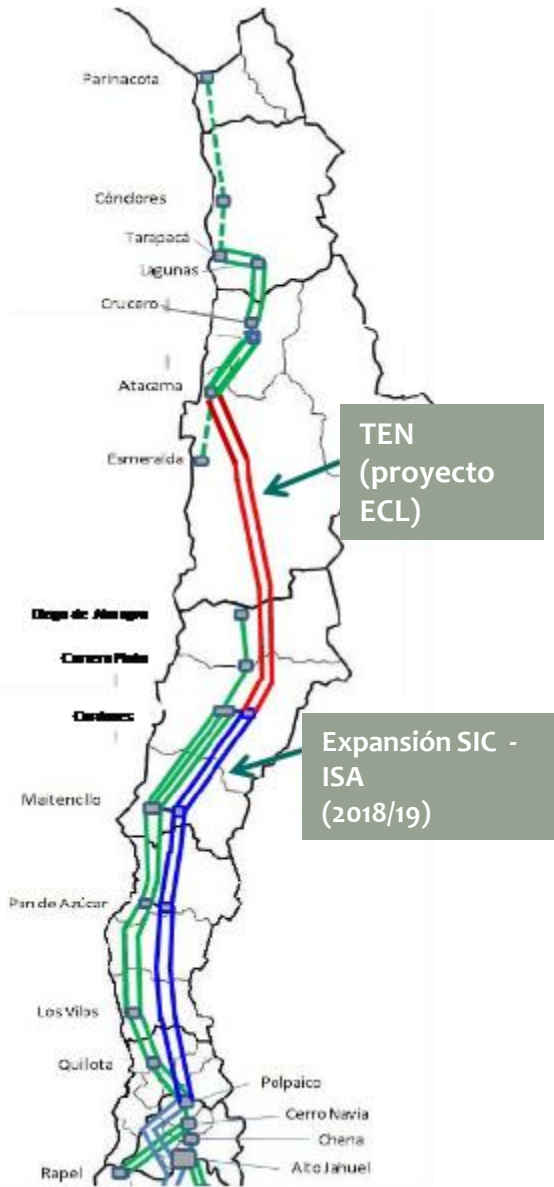 Parinacota
Cóndores
Tarapacá
Lagunas
Crucero
Atacama
TEN
(proyecto
ECL)
Esmeralda
Diego de Almagro
Carrera Pinto
Cardones
Expansión SIC -
ISA
(2018/19)
Maitencillo
Pan de Azúcar
Los Vilos
Quillota
Polpaico
Cerro Navia
Chena
Alto Jahuel
Rapel